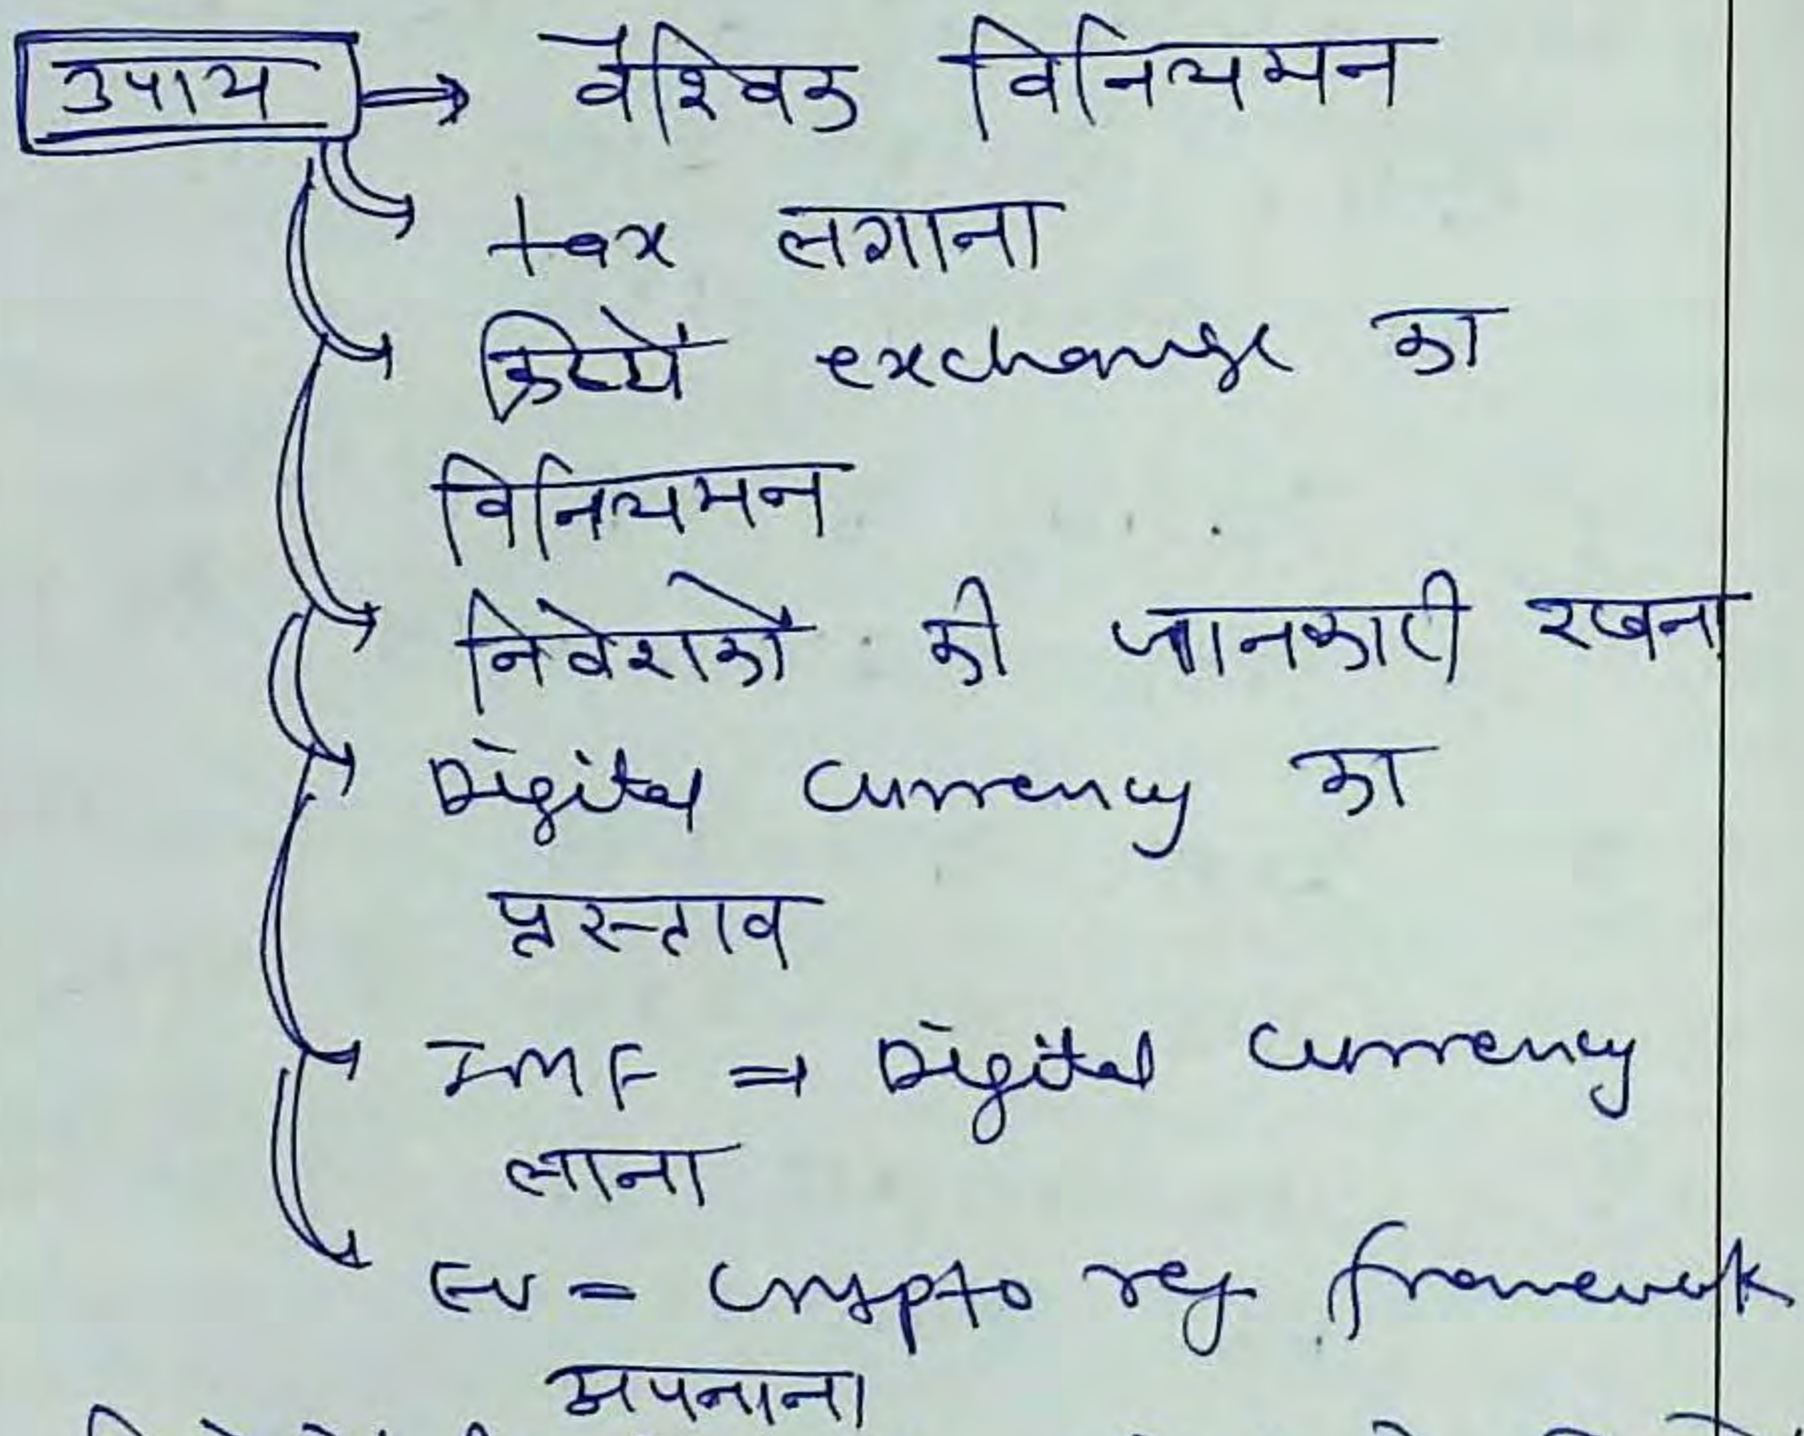 उपाय ⇒ वैश्विक विनियमन
tax लगाना
क्रिप्टो exchange का
विनियमन
निवेशकों की जानकारी रखना
Digital currency का
प्रस्ताव
IMF ⇒ Digital currency
लाना
EU = crypto reg framework
अपनाना